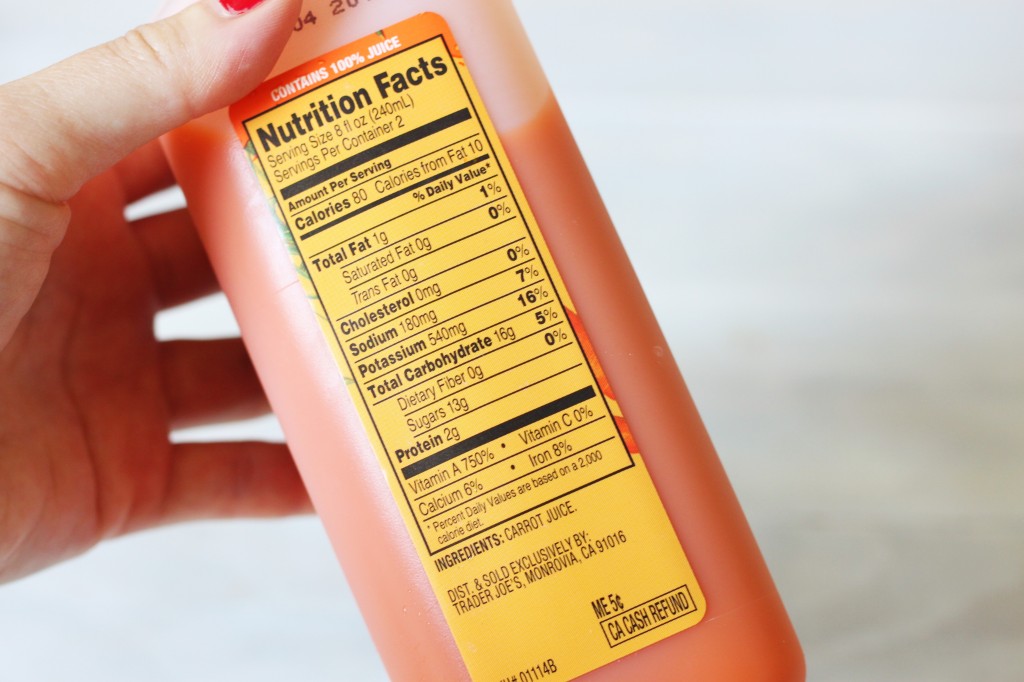 04 20
CONTAINS 100% JUICE
Nutrition Facts
Serving Size 8 fl oz (240mL)
Servings Per Container 2
Amount Per Serving
Calories 80 Calories from Fat 10
% Daily Value*
Total Fat 1g 1%
Saturated Fat 0g 0%
Trans Fat 0g
Cholesterol 0mg 0%
Sodium 180mg 7%
Potassium 540mg 16%
Total Carbohydrate 16g 5%
Dietary Fiber 0g 0%
Sugars 13g
Protein 2g
Vitamin A 750% • Vitamin C 0%
Calcium 6% • Iron 8%
* Percent Daily Values are based on a 2,000
calorie diet.
INGREDIENTS: CARROT JUICE.
DIST. & SOLD EXCLUSIVELY BY:
TRADER JOE'S, MONROVIA, CA 91016
ME 5¢
CA CASH REFUND
01114B